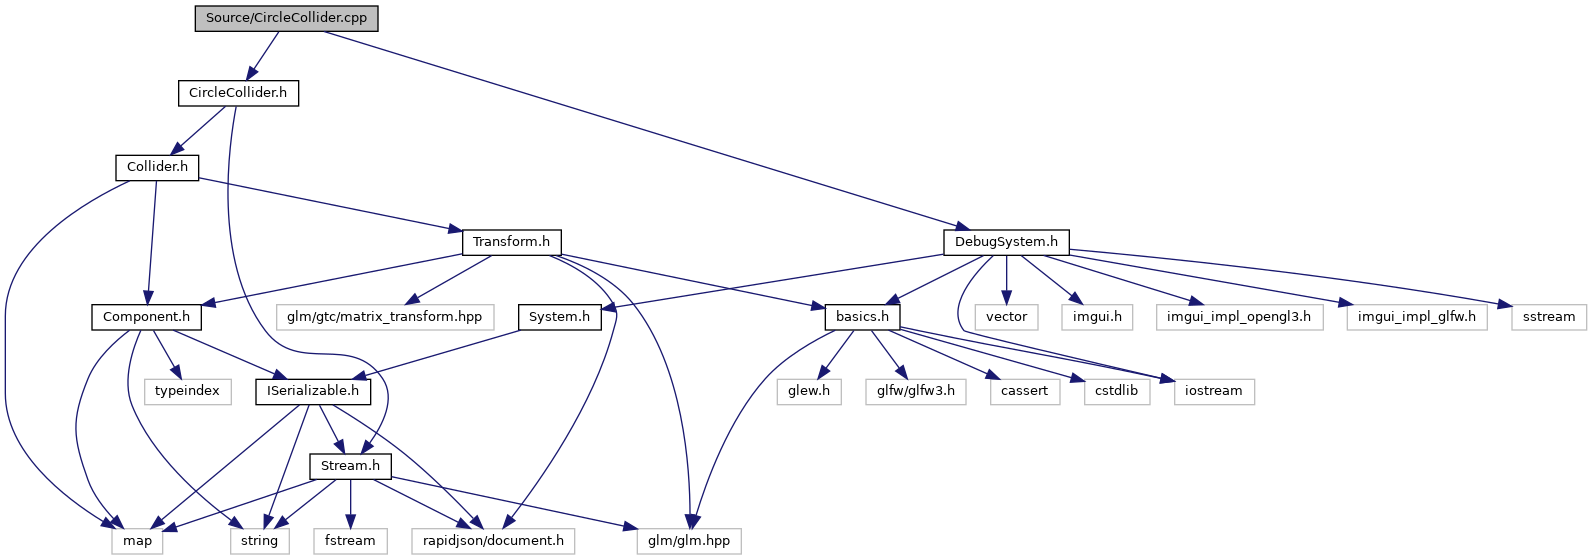 Source/CircleCollider.cpp
CircleCollider.h
Collider.h
Transform.h
DebugSystem.h
Component.h
glm/gtc/matrix_transform.hpp
System.h
basics.h
vector
imgui.h
imgui_impl_opengl3.h
imgui_impl_glfw.h
sstream
typeindex
ISerializable.h
glew.h
glfw/glfw3.h
cassert
cstdlib
iostream
Stream.h
map
string
fstream
rapidjson/document.h
glm/glm.hpp